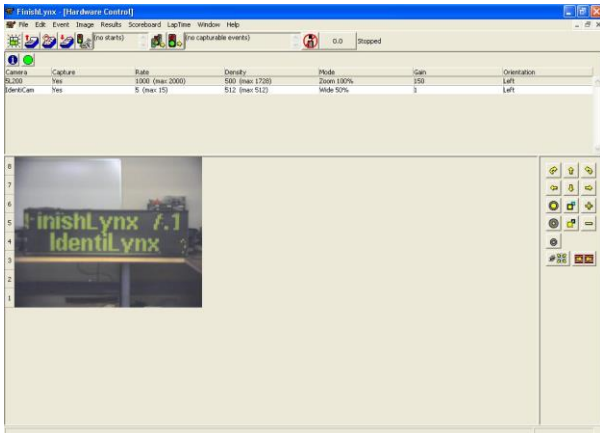 FinishLynx - [Hardware Control]
File Edit Event Image Results Scoreboard LapTime Window Help
(no starts) (no capturable events) 0.0 Stopped
Camera Capture Rate Density Mode Gain Orientation
SL200 Yes 1000 (max 2000) 500 (max 1728) Zoom 100% 150 Left
IdentiCam Yes 5 (max 15) 512 (max 512) Wide 50% 1 Left
8
7
6
5
4
3
2
1
FinishLynx 7.1
IdentiLynx